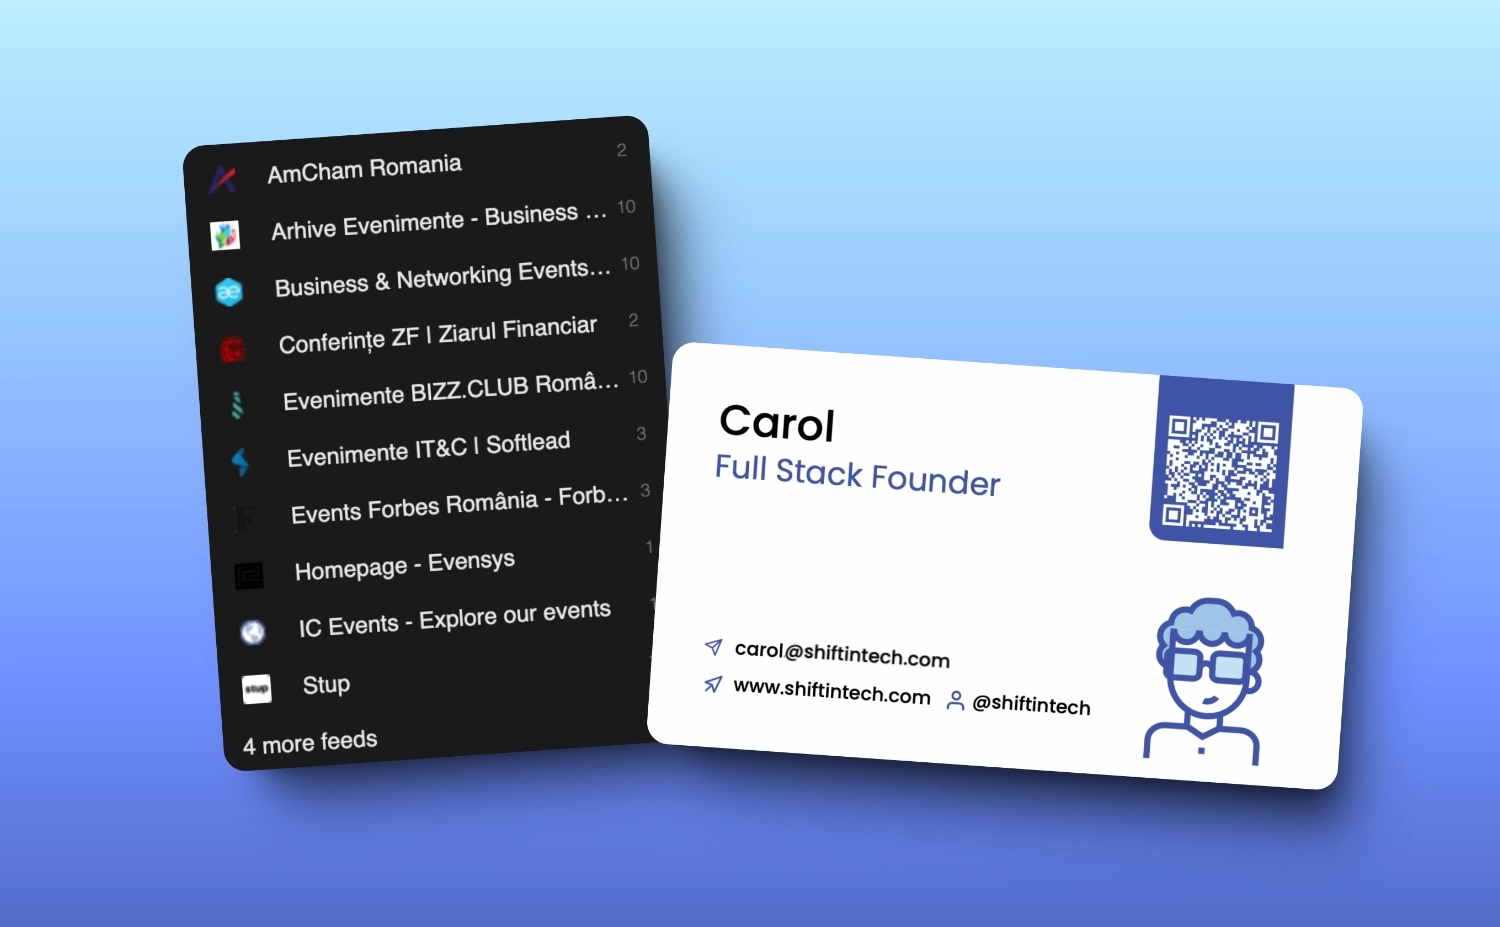 AmCham Romania 2
Arhive Evenimente - Business ... 10
Business & Networking Events... 10
Conferințe ZF | Ziarul Financiar 2
Evenimente BIZZ.CLUB Româ... 10
Evenimente IT&C | Softlead 3
Events Forbes România - Forb... 3
Homepage - Evensys 1
IC Events - Explore our events
stup Stup
4 more feeds
Carol
Full Stack Founder
carol@shiftintech.com
www.shiftintech.com @shiftintech